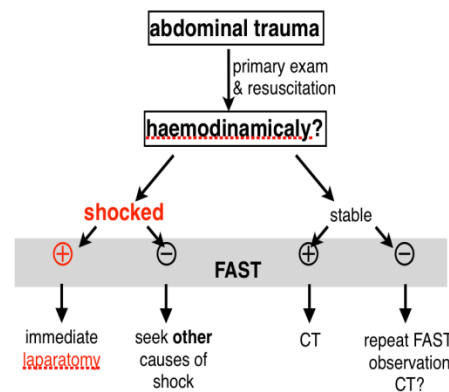 abdominal trauma
primary exam
& resuscitation
haemodinamicaly?
shocked
stable
+ − + −
FAST
immediate
laparatomy
seek other
causes of
shock
CT
repeat FAST
observation
CT?